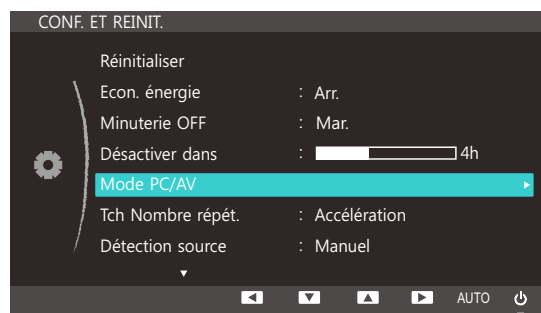 CONF. ET REINIT.
Réinitialiser
Econ. énergie : Arr.
Minuterie OFF : Mar.
Désactiver dans : 4h
Mode PC/AV
Tch Nombre répét. : Accélération
Détection source : Manuel
AUTO